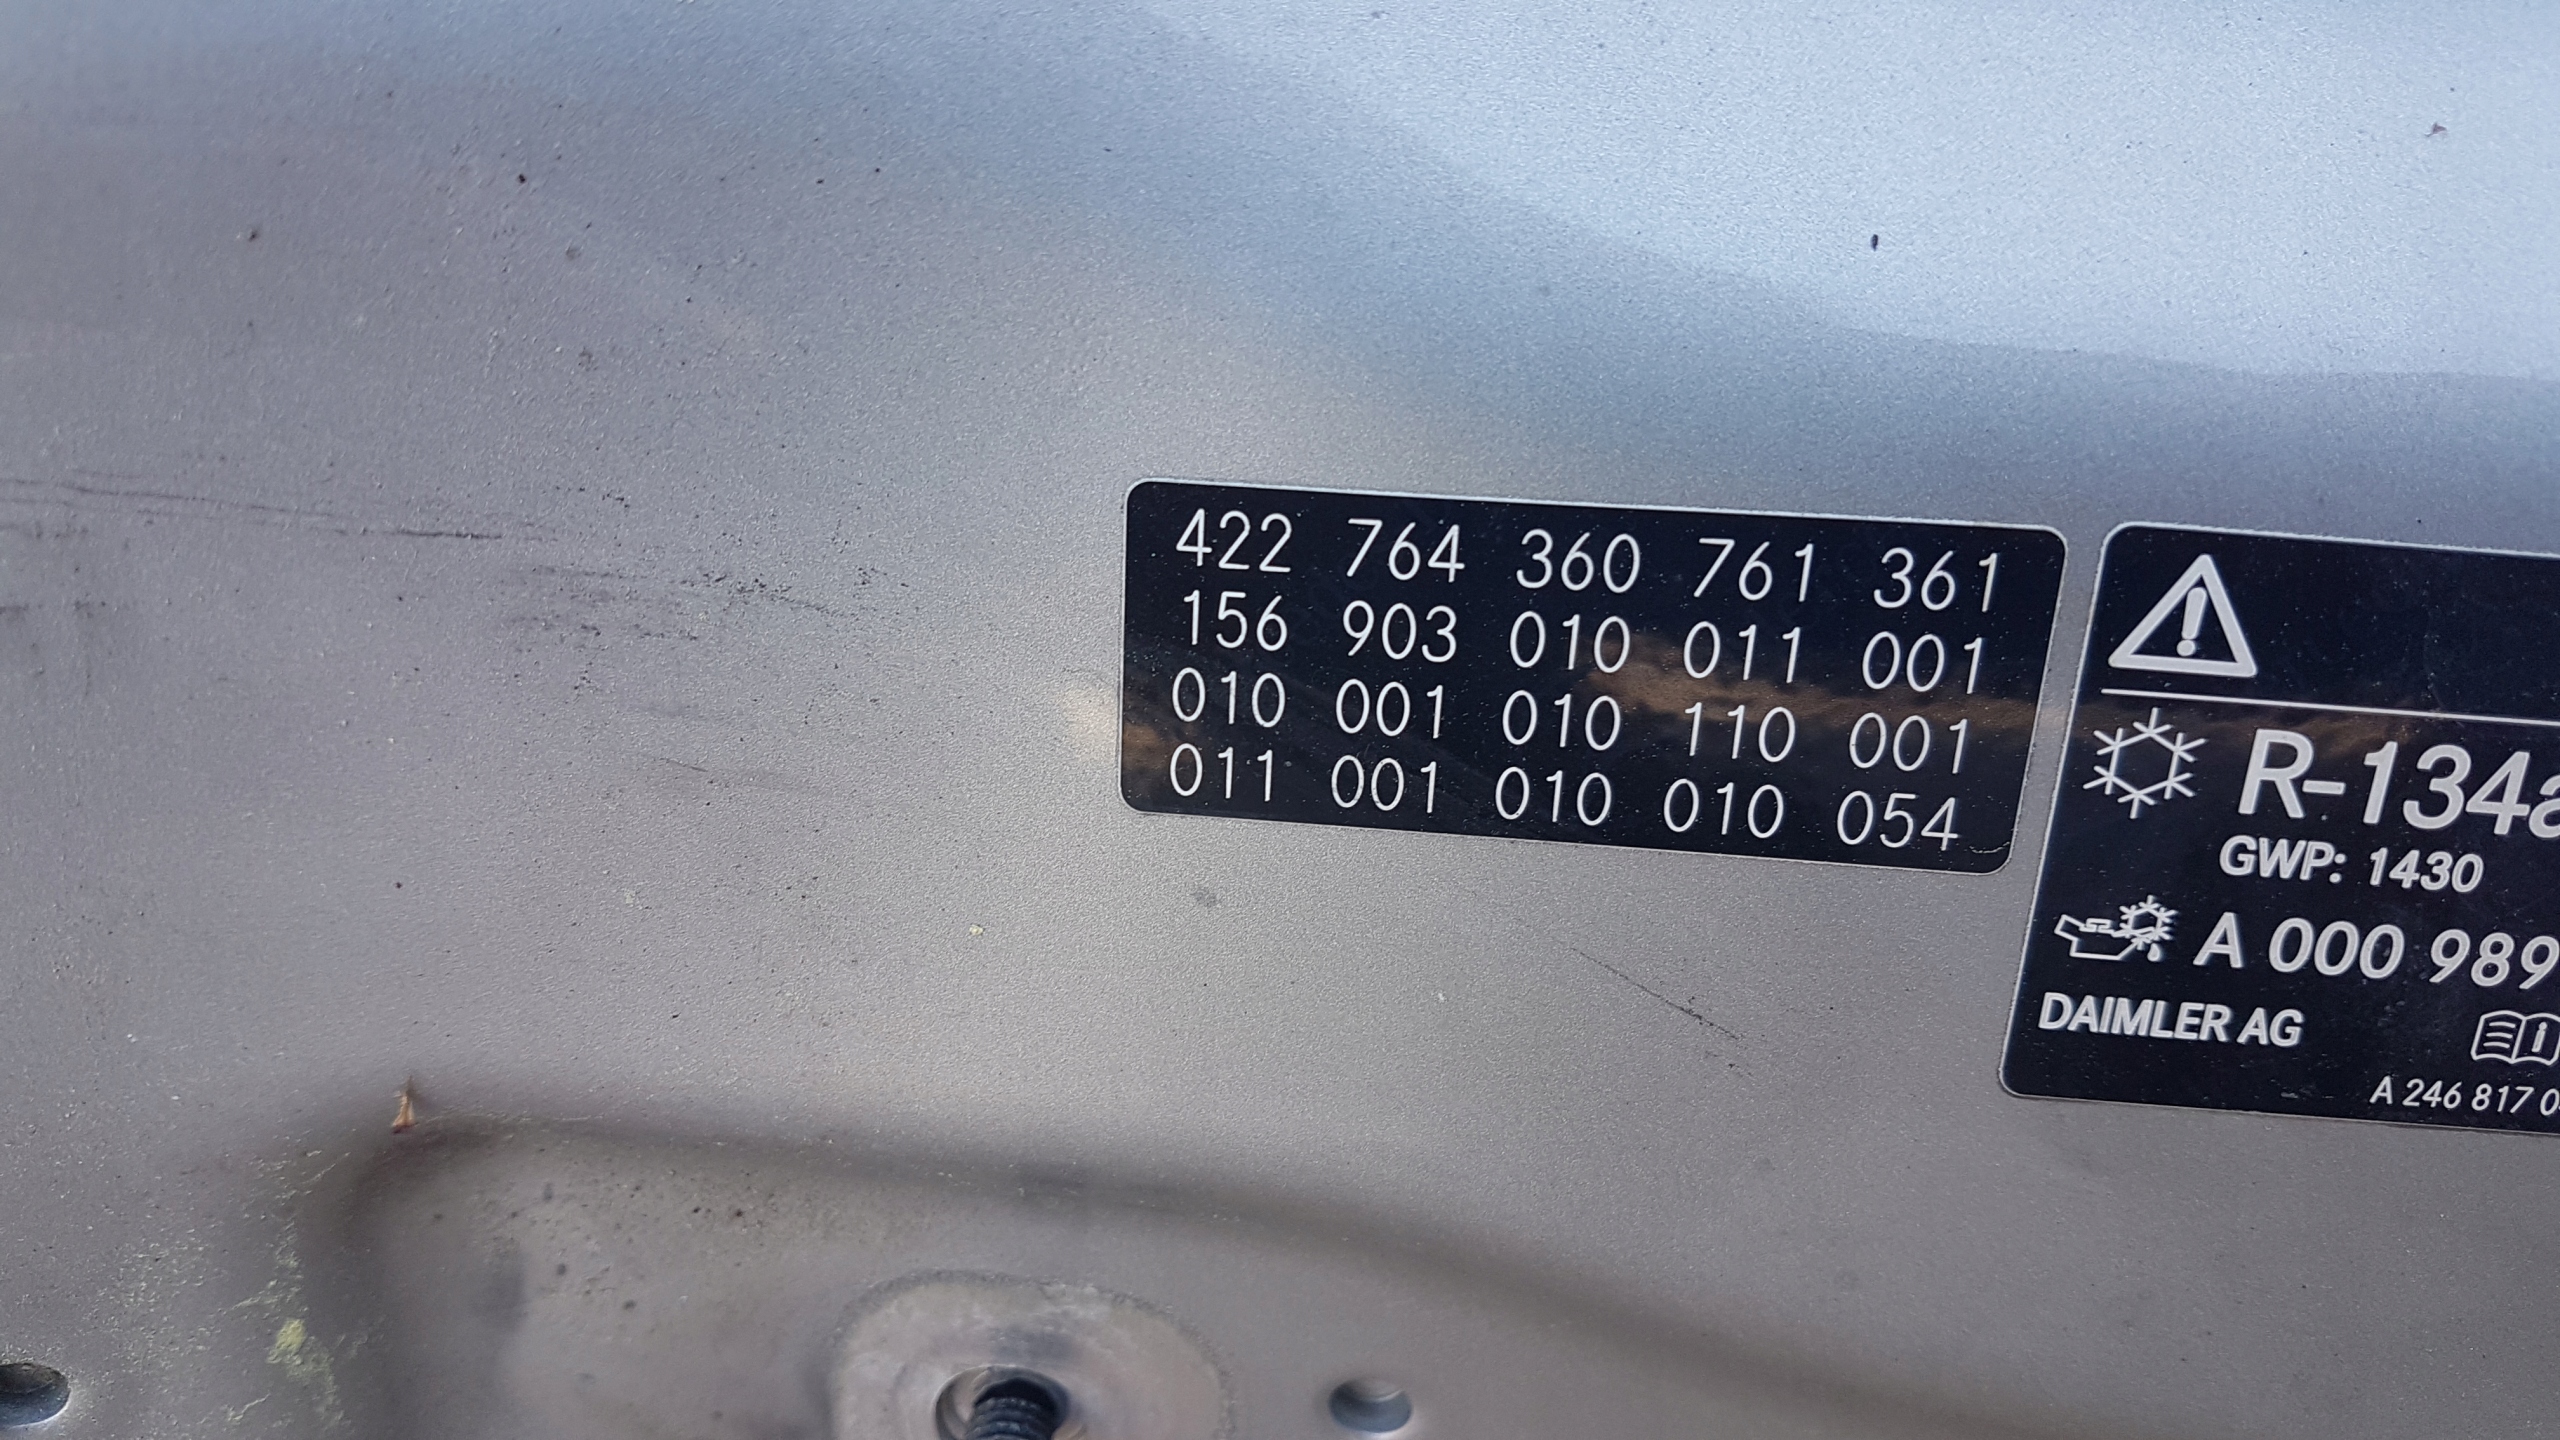 422 764 360 761 361
156 903 010 011 001
010 001 010 110 001
011 001 010 010 054
R-134a
GWP: 1430
A 000 989
DAIMLER AG
A 246 817